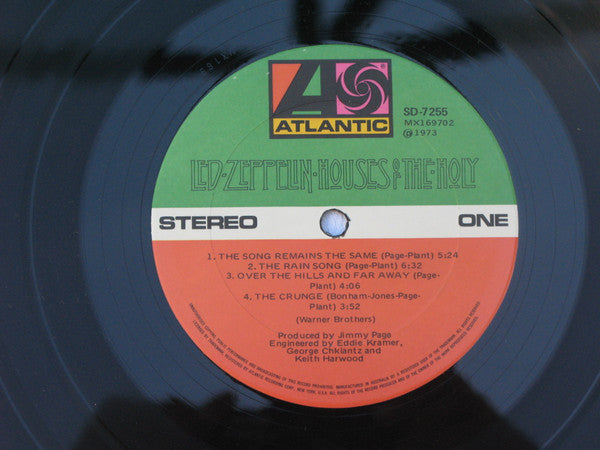 ATLANTIC
SD-7255
MX169702
℗ 1973
LED·ZEPPELIN·HOUSES OF THE·HOLY
STEREO
ONE
1. THE SONG REMAINS THE SAME (Page-Plant) 5:24
2. THE RAIN SONG (Page-Plant) 6:32
3. OVER THE HILLS AND FAR AWAY (Page-
Plant) 4:06
4. THE CRUNGE (Bonham-Jones-Page-
Plant) 3:52
(Warner Brothers)
Produced by Jimmy Page
Engineered by Eddie Kramer,
George Chkiantz and
Keith Harwood